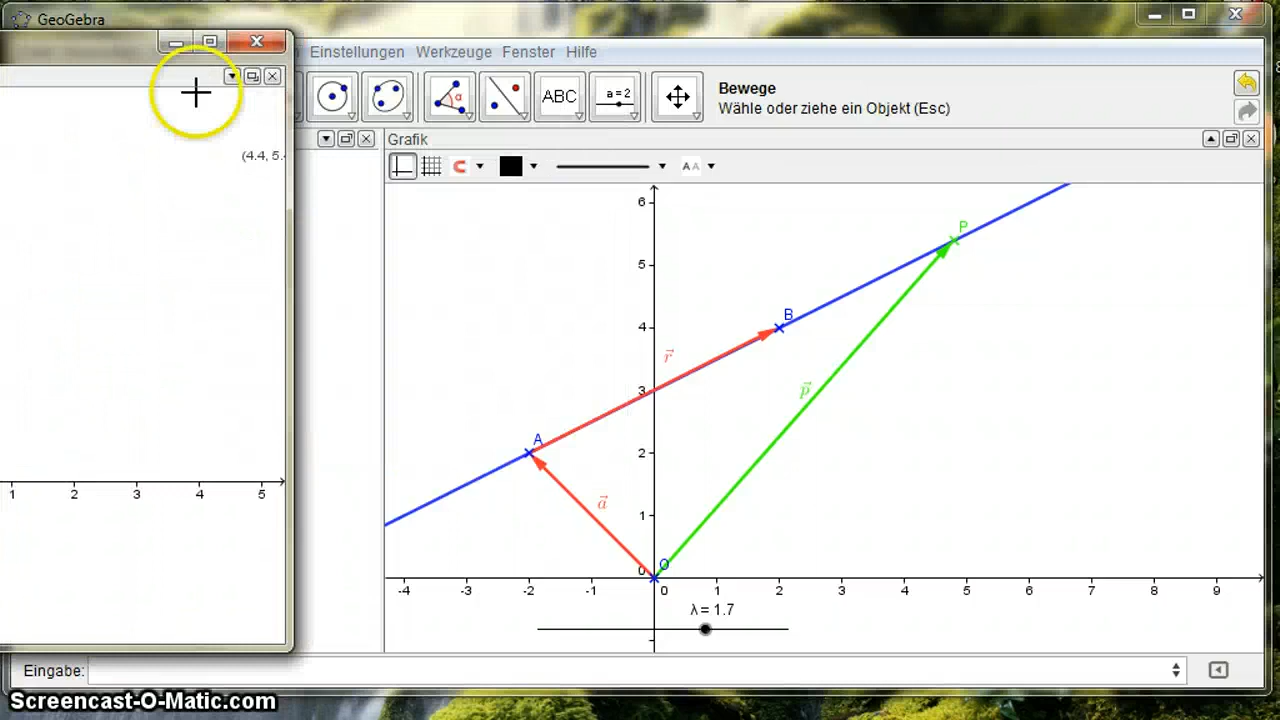 GeoGebra
Einstellungen Werkzeuge Fenster Hilfe
α
ABC
a = 2
Bewege
Wähle oder ziehe ein Objekt (Esc)
Grafik
AA
(4.4, 5.
1 2 3 4 5
6
5
4
3
2
1
0
P
B
r
p
A
a
O
-4 -3 -2 -1 0 1 2 3 4 5 6 7 8 9
λ = 1.7
Eingabe:
Screencast-O-Matic.com